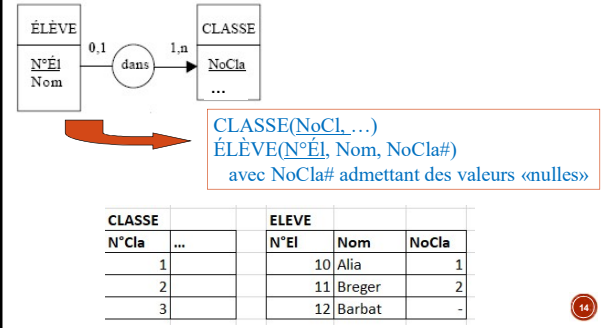 ÉLÈVE
N°Él
Nom
0,1
dans
1,n
CLASSE
NoCla
...
CLASSE(NoCl, …)
ÉLÈVE(N°Él, Nom, NoCla#)
avec NoCla# admettant des valeurs «nulles»
CLASSE
N°Cla ...
1
2
3
ELEVE
N°El Nom NoCla
10 Alia 1
11 Breger 2
12 Barbat -
14